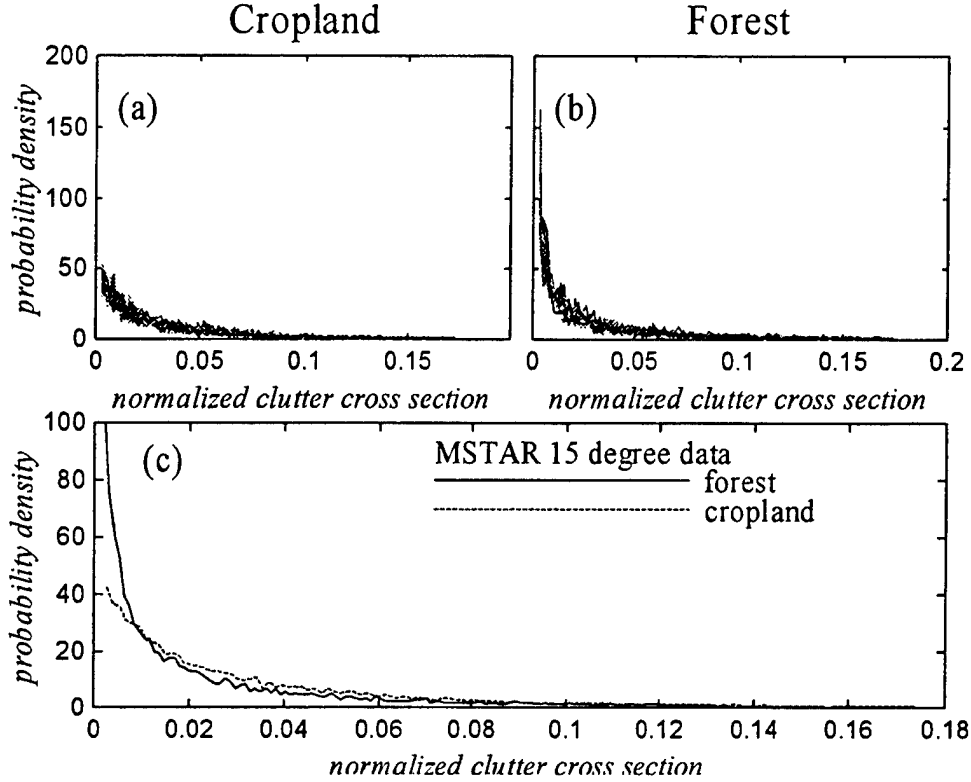 Cropland
Forest
probability density
200
150
100
50
0
(a)
0
0.05
0.1
0.15
normalized clutter cross section
(b)
0
0.05
0.1
0.15
0.2
normalized clutter cross section
probability density
100
80
60
40
20
0
(c)
MSTAR 15 degree data
forest
cropland
0
0.02
0.04
0.06
0.08
0.1
0.12
0.14
0.16
0.18
normalized clutter cross section